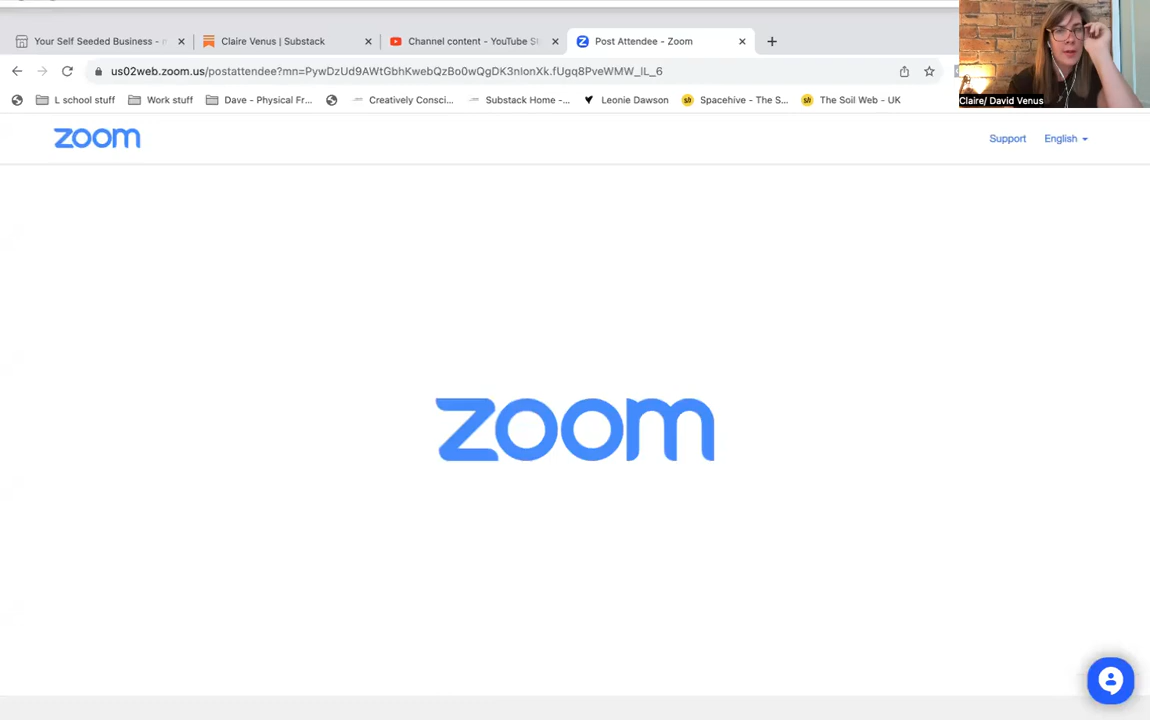 Your Self Seeded Business -
Claire Venus | Substack
Channel content - YouTube
Post Attendee - Zoom
us02web.zoom.us/postattendee?mn=PywDzUd9AWtGbhKwebQzBo0wQgDK3nIonXk.fUgq8PveWMW_lL_6
L school stuff
Work stuff
Dave - Physical Fr...
Creatively Consci...
Substack Home -...
Leonie Dawson
Spacehive - The S...
The Soil Web - UK
Claire/ David Venus
zoom
Support
English
zoom